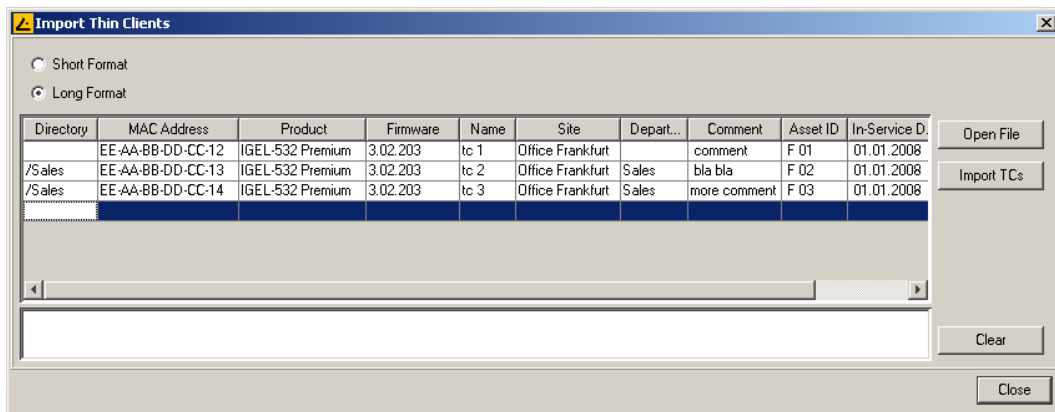 Import Thin Clients
Short Format
Long Format
Directory MAC Address Product Firmware Name Site Depart... Comment Asset ID In-Service D.
EE-AA-BB-DD-CC-12 IGEL-532 Premium 3.02.203 tc 1 Office Frankfurt comment F 01 01.01.2008
/Sales EE-AA-BB-DD-CC-13 IGEL-532 Premium 3.02.203 tc 2 Office Frankfurt Sales bla bla F 02 01.01.2008
/Sales EE-AA-BB-DD-CC-14 IGEL-532 Premium 3.02.203 tc 3 Office Frankfurt Sales more comment F 03 01.01.2008
Open File
Import TCs
Clear
Close